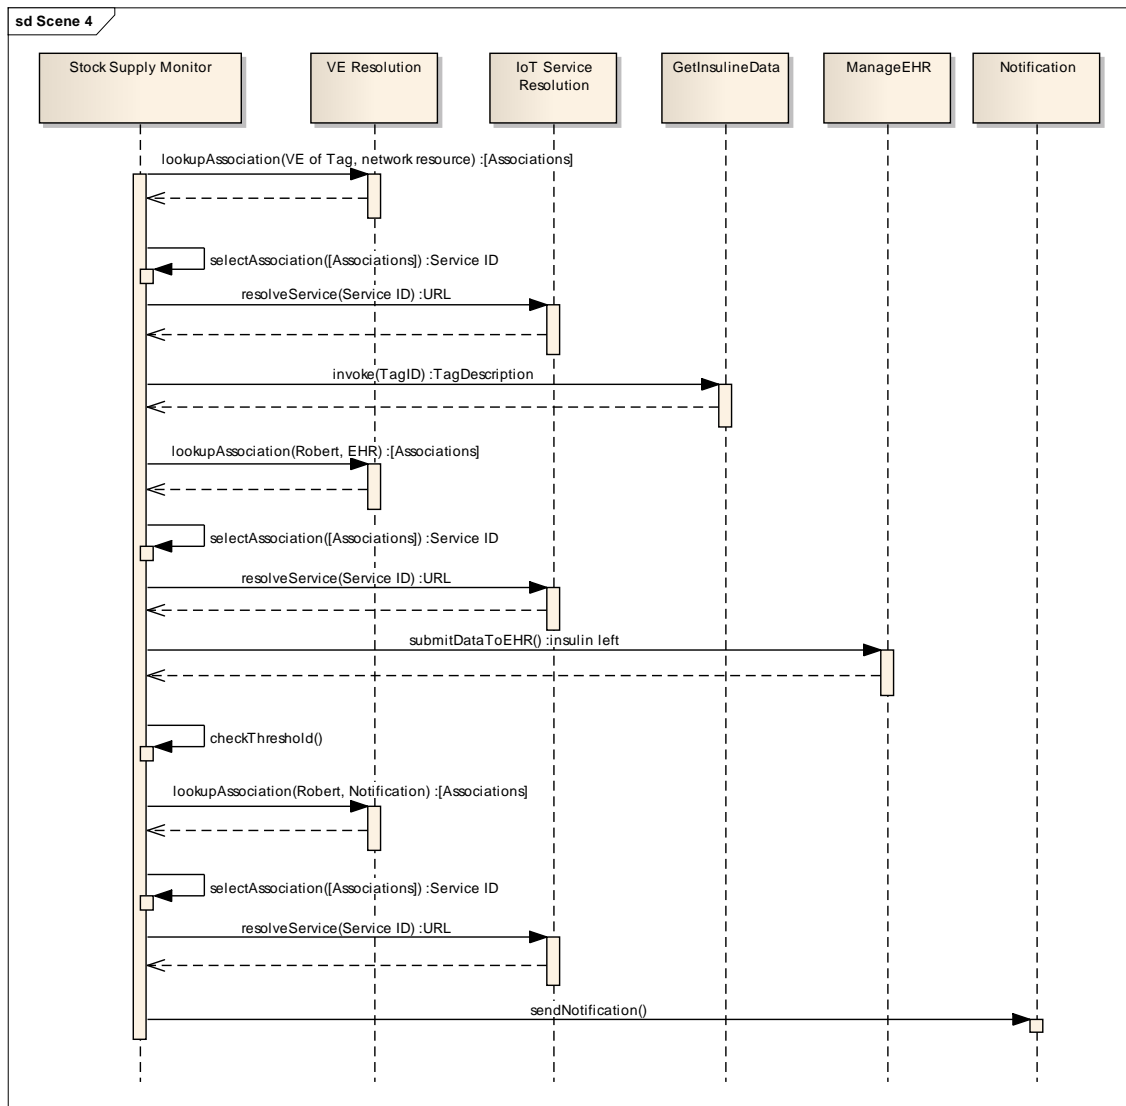 sd Scene 4
Stock Supply Monitor
VE Resolution
IoT Service
Resolution
GetInsulineData
ManageEHR
Notification
lookupAssociation(VE of Tag, network resource) :[Associations]
selectAssociation([Associations]) :Service ID
resolveService(Service ID) :URL
invoke(TagID) :TagDescription
lookupAssociation(Robert, EHR) :[Associations]
selectAssociation([Associations]) :Service ID
resolveService(Service ID) :URL
submitDataToEHR() :insulin left
checkThreshold()
lookupAssociation(Robert, Notification) :[Associations]
selectAssociation([Associations]) :Service ID
resolveService(Service ID) :URL
sendNotification()